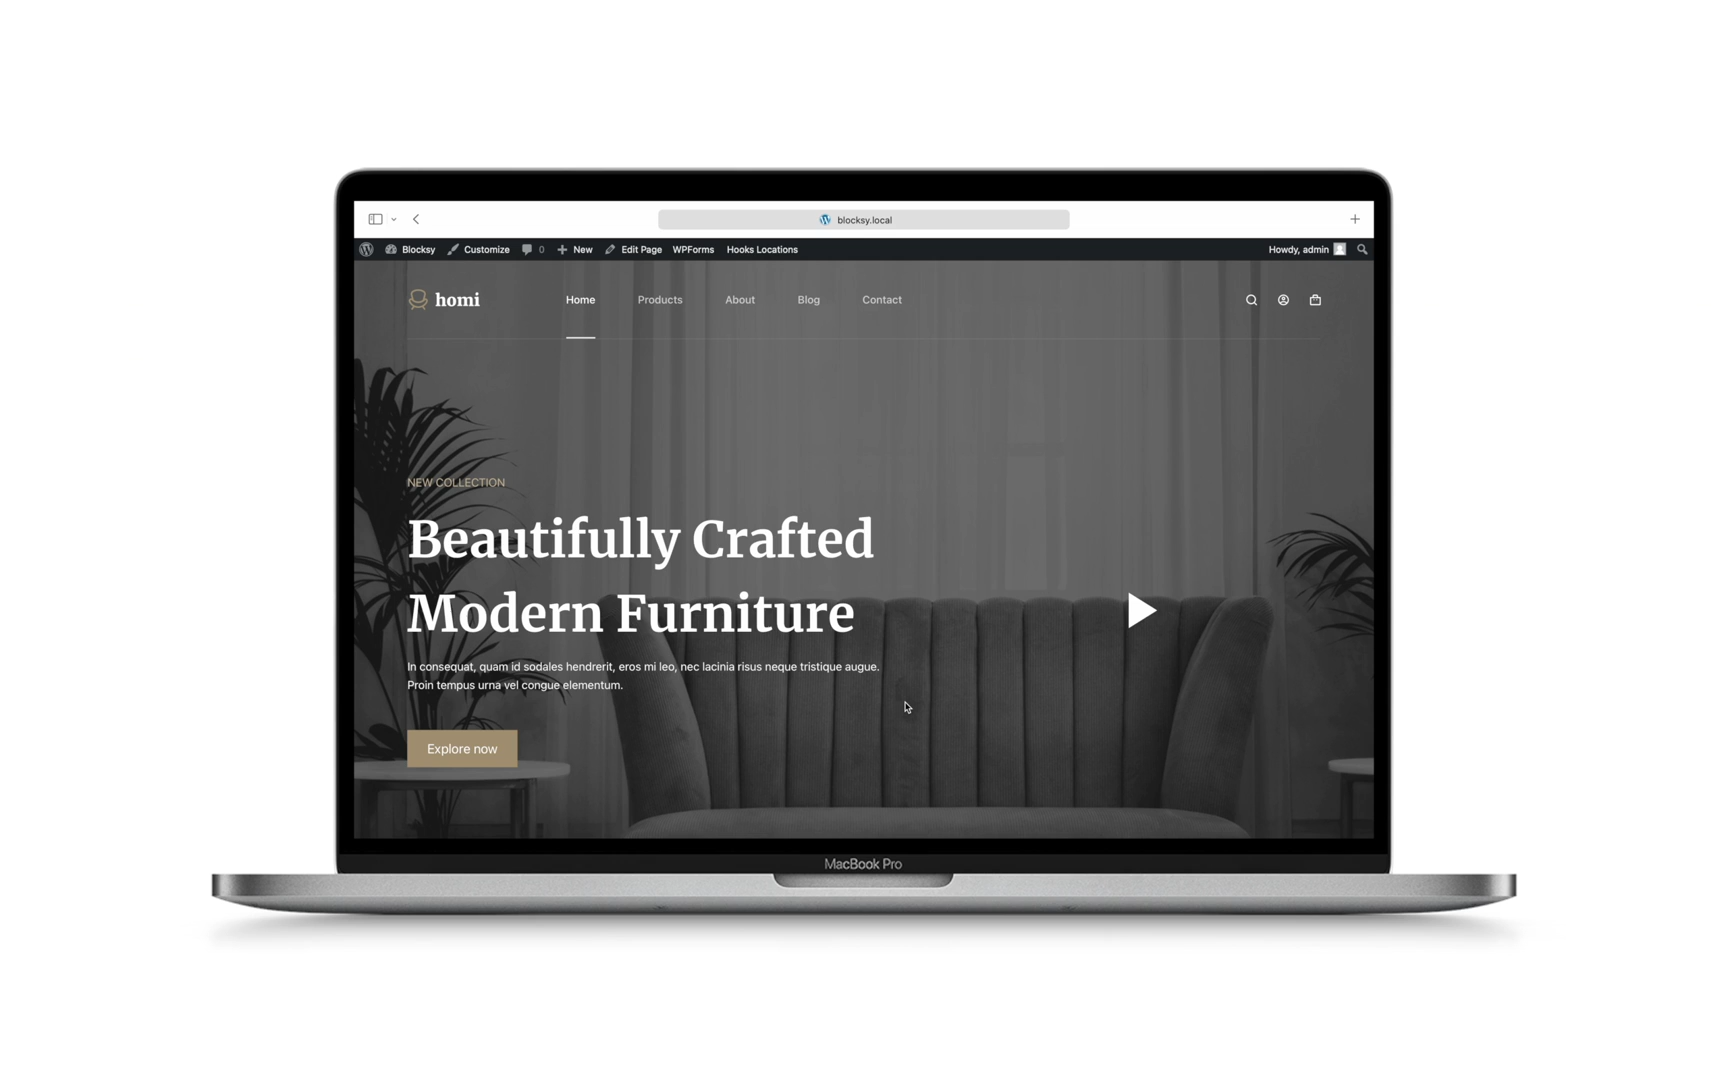 blocksy.local
Blocksy Customize 0 New Edit Page WPForms Hooks Locations Howdy, admin
homi Home Products About Blog Contact
NEW COLLECTION
Beautifully Crafted
Modern Furniture
In consequat, quam id sodales hendrerit, eros mi leo, nec lacinia risus neque tristique augue.
Proin tempus urna vel congue elementum.
Explore now
MacBook Pro